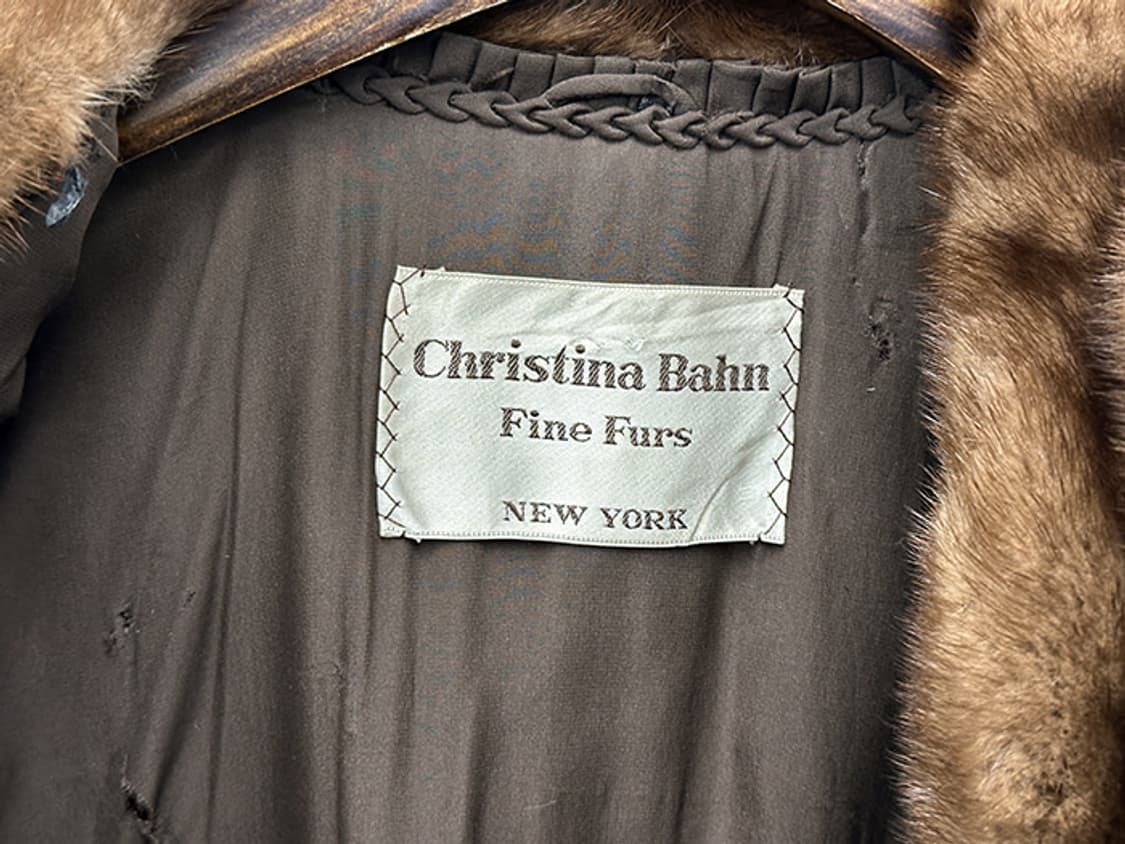 Christina Bahn
Fine Furs
NEW YORK